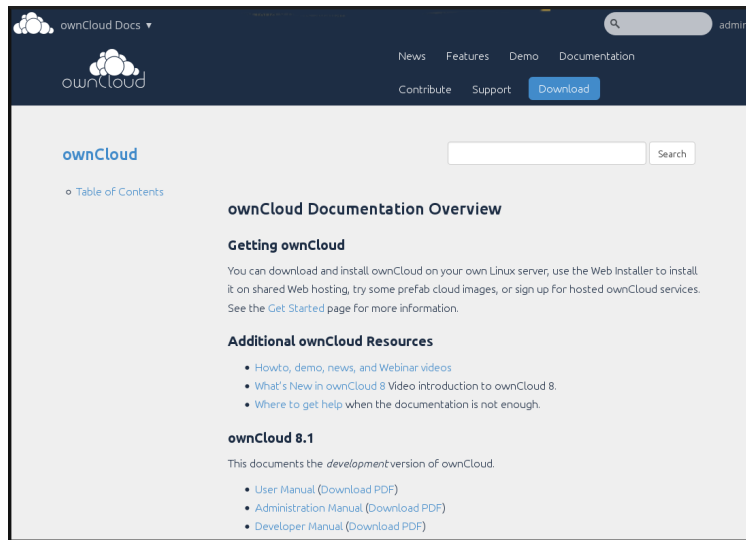 ownCloud Docs ▼
admin
ownCloud
News Features Demo Documentation
Contribute Support Download
ownCloud
Search
Table of Contents
ownCloud Documentation Overview
Getting ownCloud
You can download and install ownCloud on your own Linux server, use the Web Installer to install
it on shared Web hosting, try some prefab cloud images, or sign up for hosted ownCloud services.
See the Get Started page for more information.
Additional ownCloud Resources
• Howto, demo, news, and Webinar videos
• What's New in ownCloud 8 Video introduction to ownCloud 8.
• Where to get help when the documentation is not enough.
ownCloud 8.1
This documents the development version of ownCloud.
• User Manual (Download PDF)
• Administration Manual (Download PDF)
• Developer Manual (Download PDF)